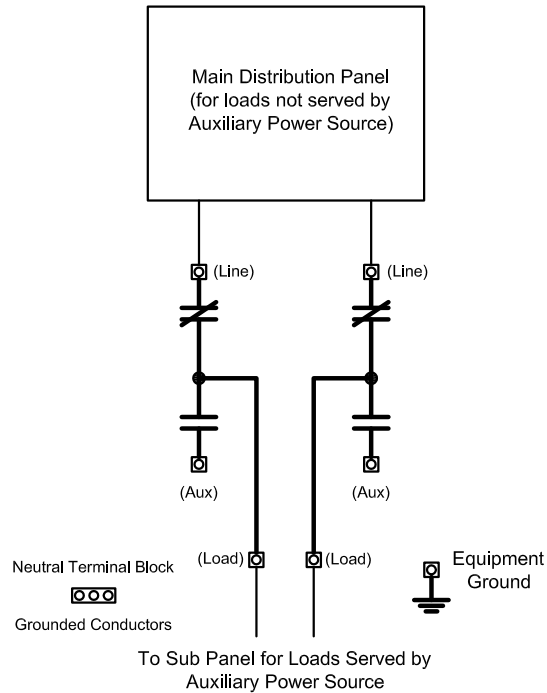 Main Distribution Panel
(for loads not served by
Auxiliary Power Source)
(Line)
(Line)
(Aux)
(Aux)
(Load)
(Load)
Neutral Terminal Block
Grounded Conductors
Equipment
Ground
To Sub Panel for Loads Served by
Auxiliary Power Source